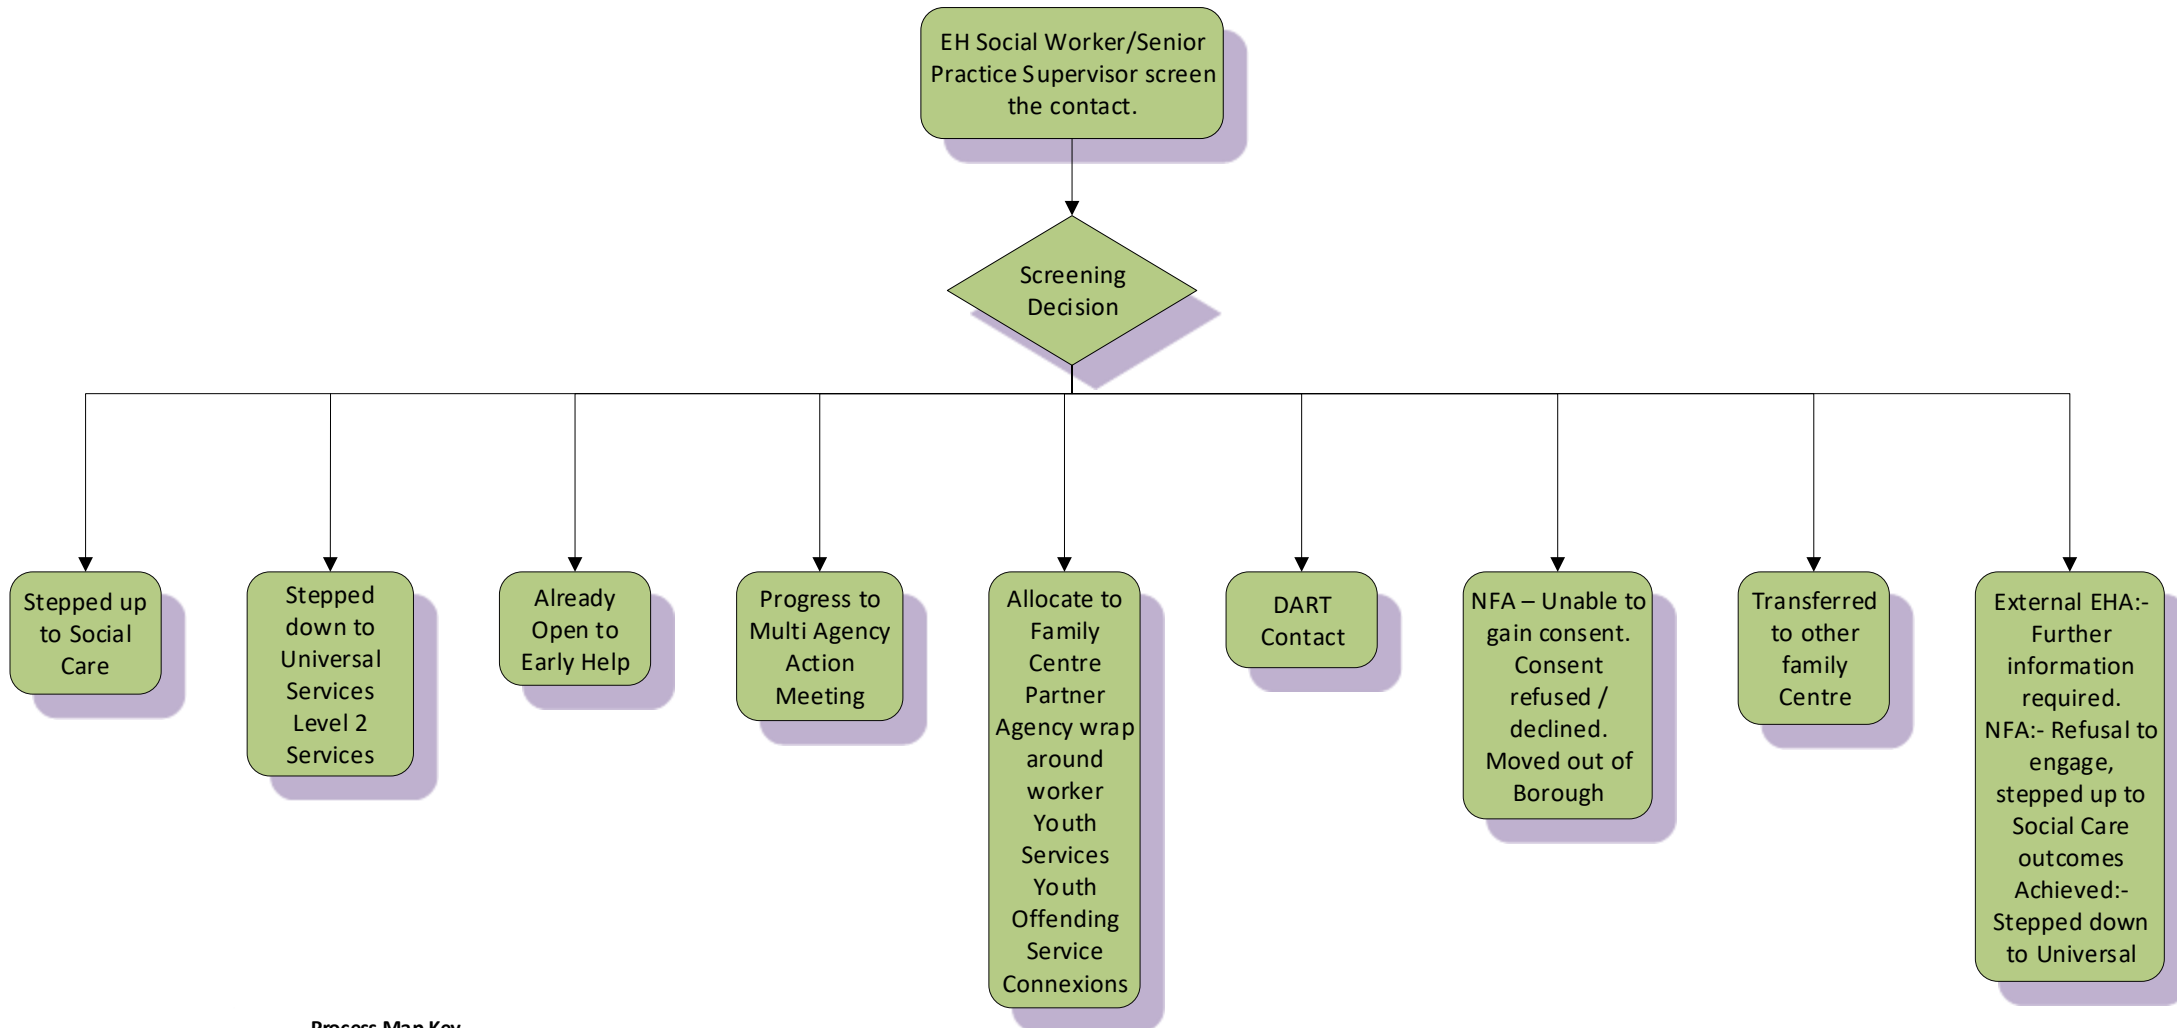 EH Social Worker/Senior
Practice Supervisor screen
the contact.
Screening
Decision
Stepped up
to Social
Care
Stepped
down to
Universal
Services
Level 2
Services
Already
Open to
Early Help
Progress to
Multi Agency
Action
Meeting
Allocate to
Family
Centre
Partner
Agency wrap
around
worker
Youth
Services
Youth
Offending
Service
Connexions
DART
Contact
NFA – Unable to
gain consent.
Consent
refused /
declined.
Moved out of
Borough
Transferred
to other
family
Centre
External EHA:-
Further
information
required.
NFA:- Refusal to
engage,
stepped up to
Social Care
outcomes
Achieved:-
Stepped down
to Universal
Process Map Key